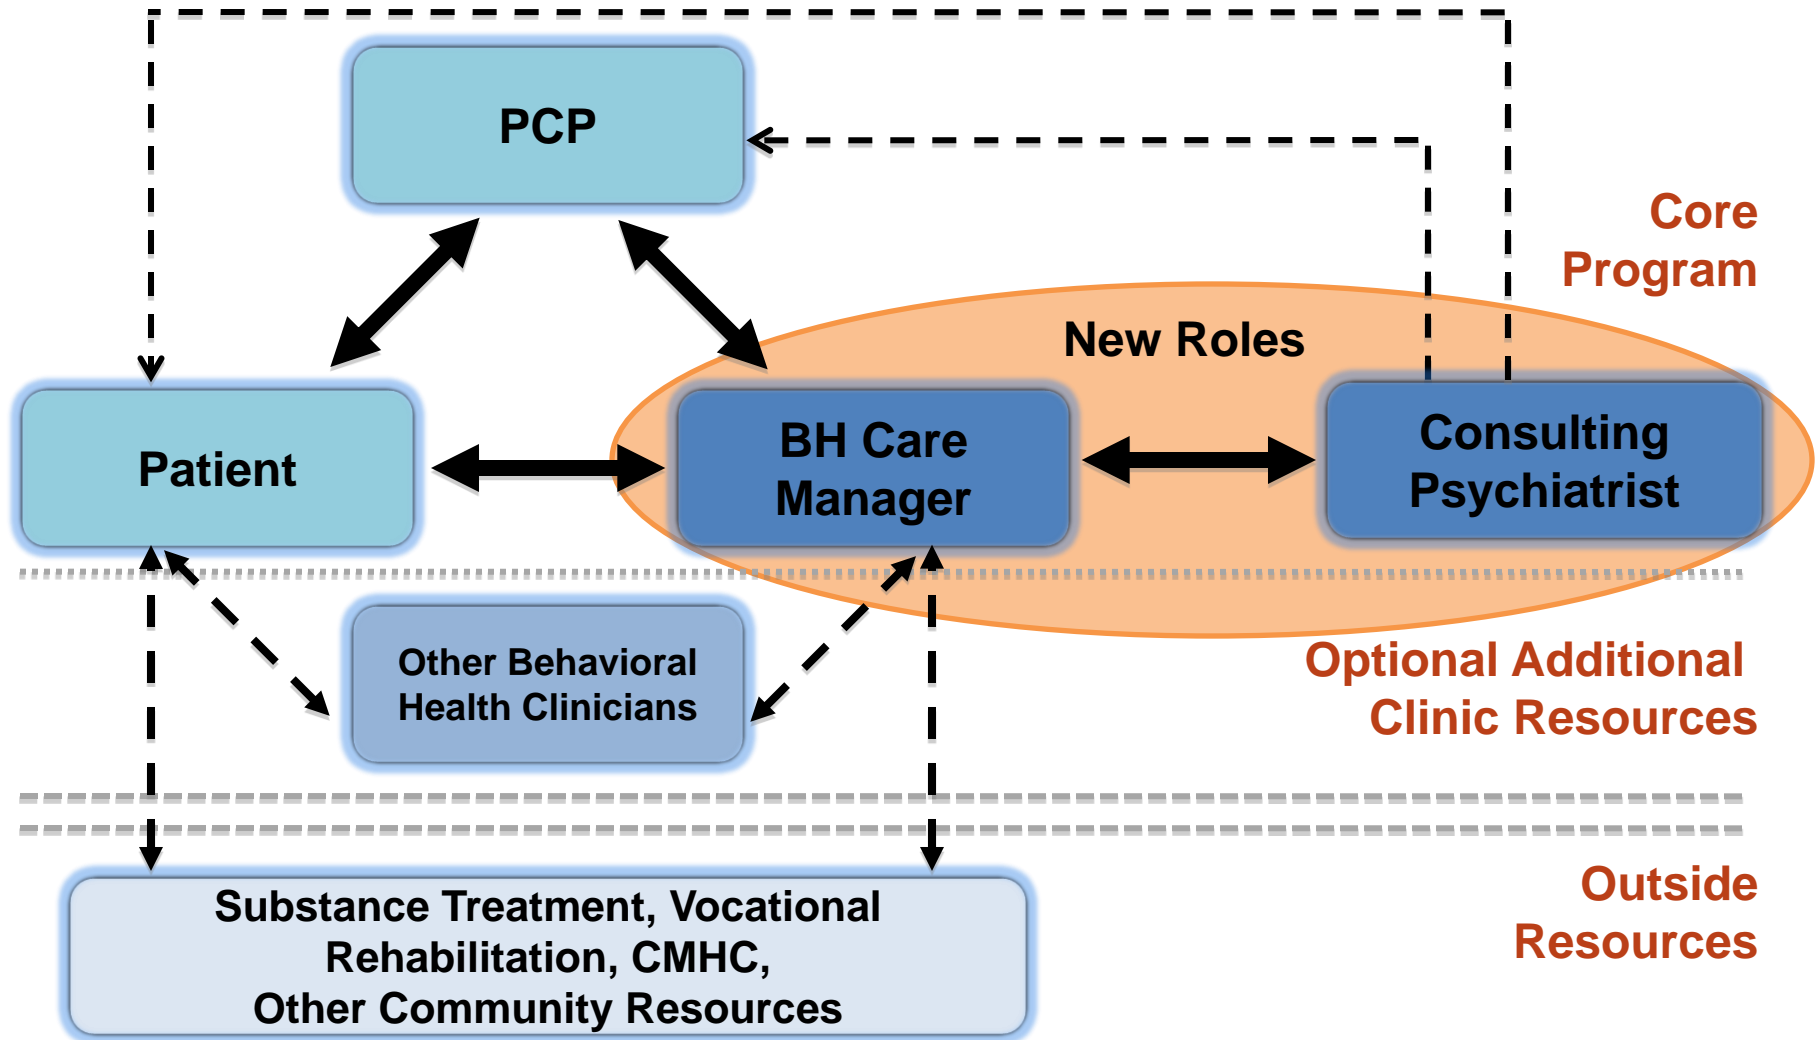 PCP
Core
Program
New Roles
Patient
BH Care
Manager
Consulting
Psychiatrist
Other Behavioral
Health Clinicians
Optional Additional
Clinic Resources
Substance Treatment, Vocational
Rehabilitation, CMHC,
Other Community Resources
Outside
Resources